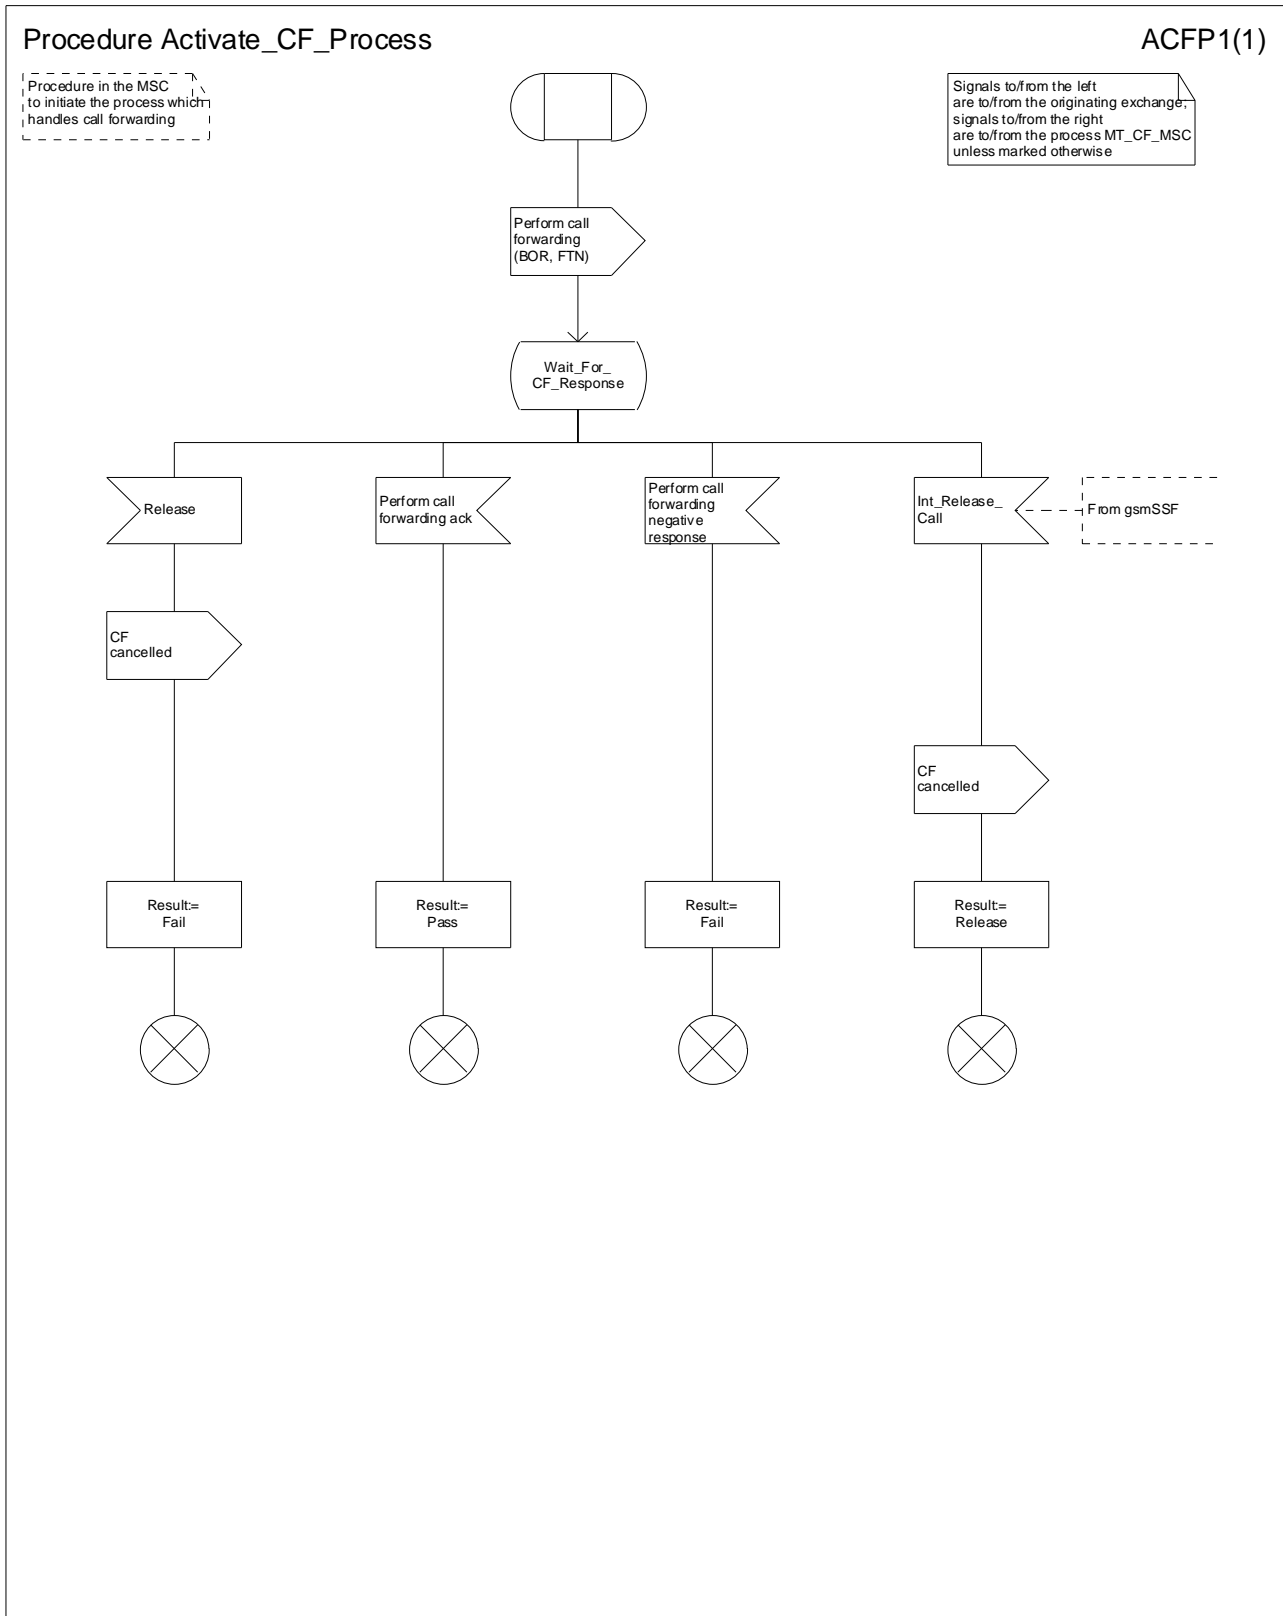 Procedure Activate_CF_Process
ACFP1(1)
Procedure in the MSC
to initiate the process which
handles call forwarding
Signals to/from the left
are to/from the originating exchange;
signals to/from the right
are to/from the process MT_CF_MSC
unless marked otherwise
Perform call
forwarding
(BOR, FTN)
Wait_For_
CF_Response
Release
Perform call
forwarding ack
Perform call
forwarding
negative
response
Int_Release_
Call
From gsmSSF
CF
cancelled
CF
cancelled
Result:=
Fail
Result:=
Pass
Result:=
Fail
Result:=
Release